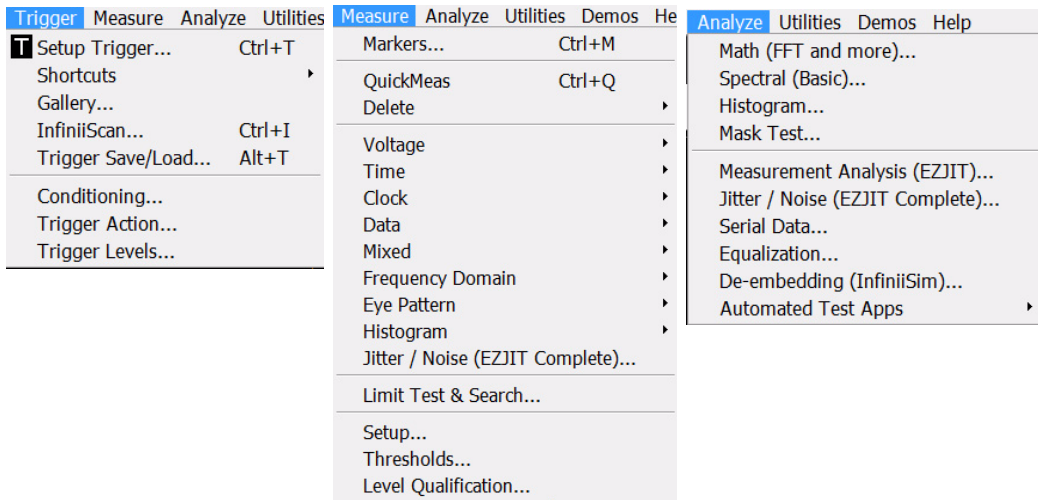 Trigger Measure Analyze Utilities
T Setup Trigger... Ctrl+T
Shortcuts
Gallery...
InfiniiScan... Ctrl+I
Trigger Save/Load... Alt+T
Conditioning...
Trigger Action...
Trigger Levels...
Measure Analyze Utilities Demos He
Markers... Ctrl+M
QuickMeas Ctrl+Q
Delete
Voltage
Time
Clock
Data
Mixed
Frequency Domain
Eye Pattern
Histogram
Jitter / Noise (EZJIT Complete)...
Limit Test & Search...
Setup...
Thresholds...
Level Qualification...
Analyze Utilities Demos Help
Math (FFT and more)...
Spectral (Basic)...
Histogram...
Mask Test...
Measurement Analysis (EZJIT)...
Jitter / Noise (EZJIT Complete)...
Serial Data...
Equalization...
De-embedding (InfiniiSim)...
Automated Test Apps